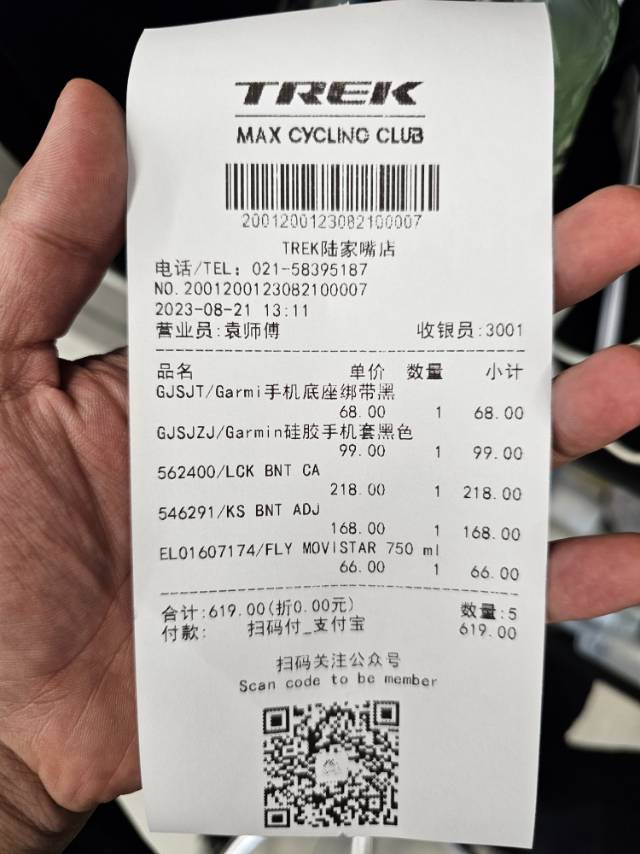 TREK
MAX CYCLING CLUB
2001200123082100007
TREK陆家嘴店
电话/TEL: 021-58395187
NO.2001200123082100007
2023-08-21 13:11
营业员:袁师傅 收银员:3001
品名 单价 数量 小计
GJSJT/Garmi手机底座绑带黑
68.00 1 68.00
GJSJZJ/Garmin硅胶手机套黑色
99.00 1 99.00
562400/LCK BNT CA
218.00 1 218.00
546291/KS BNT ADJ
168.00 1 168.00
EL01607174/FLY MOVISTAR 750 ml
66.00 1 66.00
合计:619.00(折0.00元) 数量:5
付款: 扫码付_支付宝 619.00
扫码关注公众号
Scan code to be member